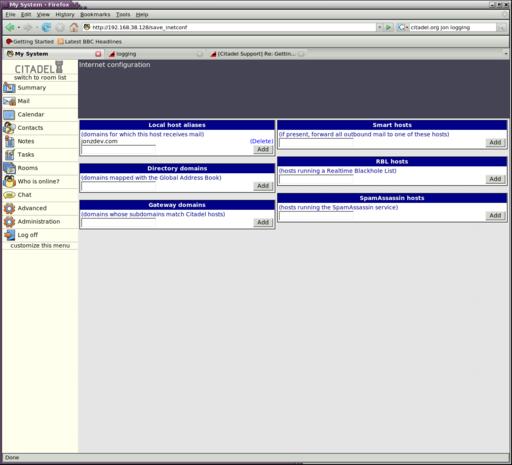 My System - Firefox
File Edit View History Bookmarks Tools Help
http://192.168.38.128/save_inetconf
citadel.org jon logging
Getting Started Latest BBC Headlines
My System logging [Citadel Support] Re: Gettin...
CITADEL
switch to room list
Summary
Mail
Calendar
Contacts
Notes
Tasks
Rooms
Who is online?
Chat
Advanced
Administration
Log off
customize this menu
Internet configuration
Local host aliases
(domains for which this host receives mail)
jonzdev.com (Delete)
Add
Directory domains
(domains mapped with the Global Address Book)
Add
Gateway domains
(domains whose subdomains match Citadel hosts)
Add
Smart hosts
(if present, forward all outbound mail to one of these hosts)
Add
RBL hosts
(hosts running a Realtime Blackhole List)
Add
SpamAssassin hosts
(hosts running the SpamAssassin service)
Add
Done